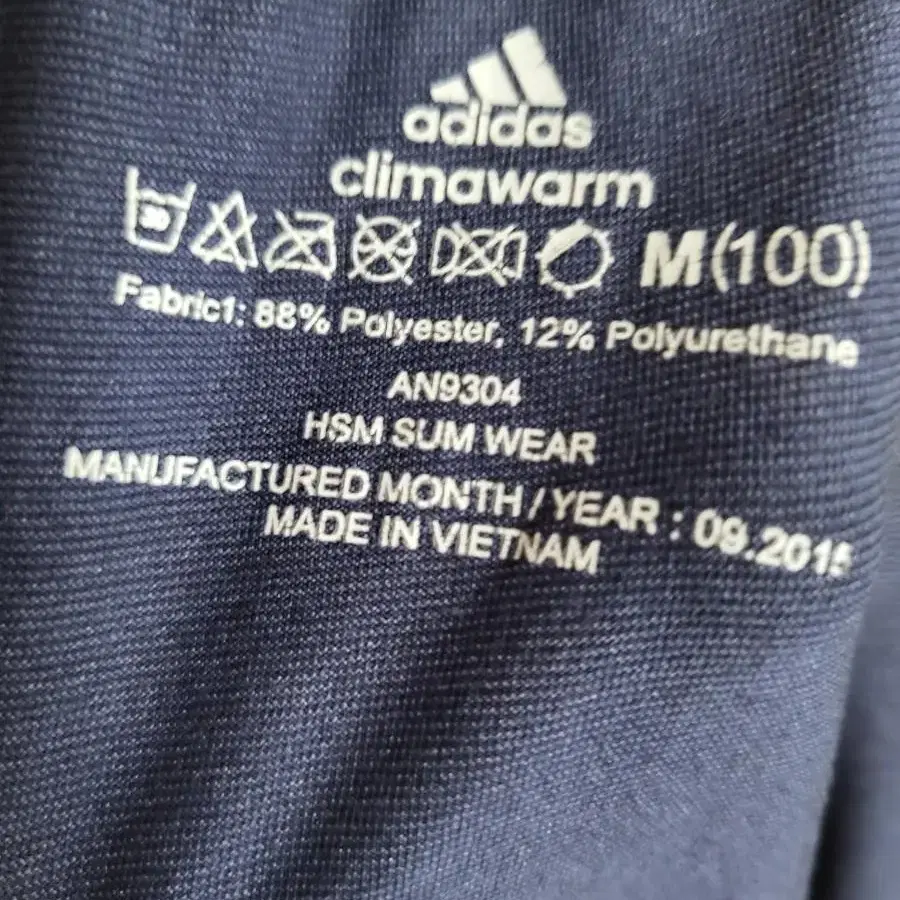 adidas
climawarm
30 M(100)
Fabric1: 88% Polyester, 12% Polyurethane
AN9304
HSM SUM WEAR
MANUFACTURED MONTH / YEAR : 09.2015
MADE IN VIETNAM